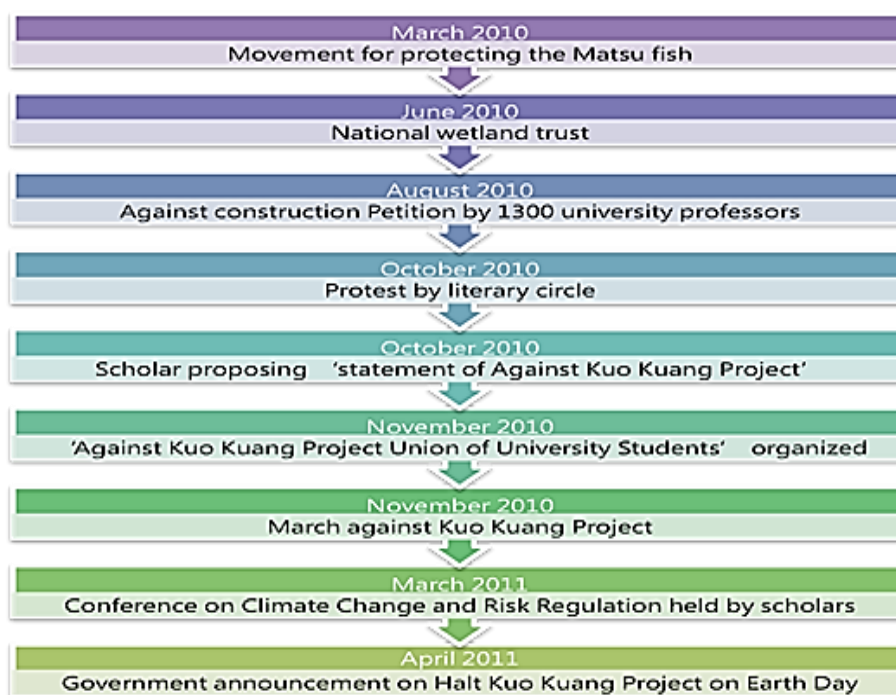 March 2010
Movement for protecting the Matsu fish
June 2010
National wetland trust
August 2010
Against construction Petition by 1300 university professors
October 2010
Protest by literary circle
October 2010
Scholar proposing 'statement of Against Kuo Kuang Project'
November 2010
'Against Kuo Kuang Project Union of University Students' organized
November 2010
March against Kuo Kuang Project
March 2011
Conference on Climate Change and Risk Regulation held by scholars
April 2011
Government announcement on Halt Kuo Kuang Project on Earth Day